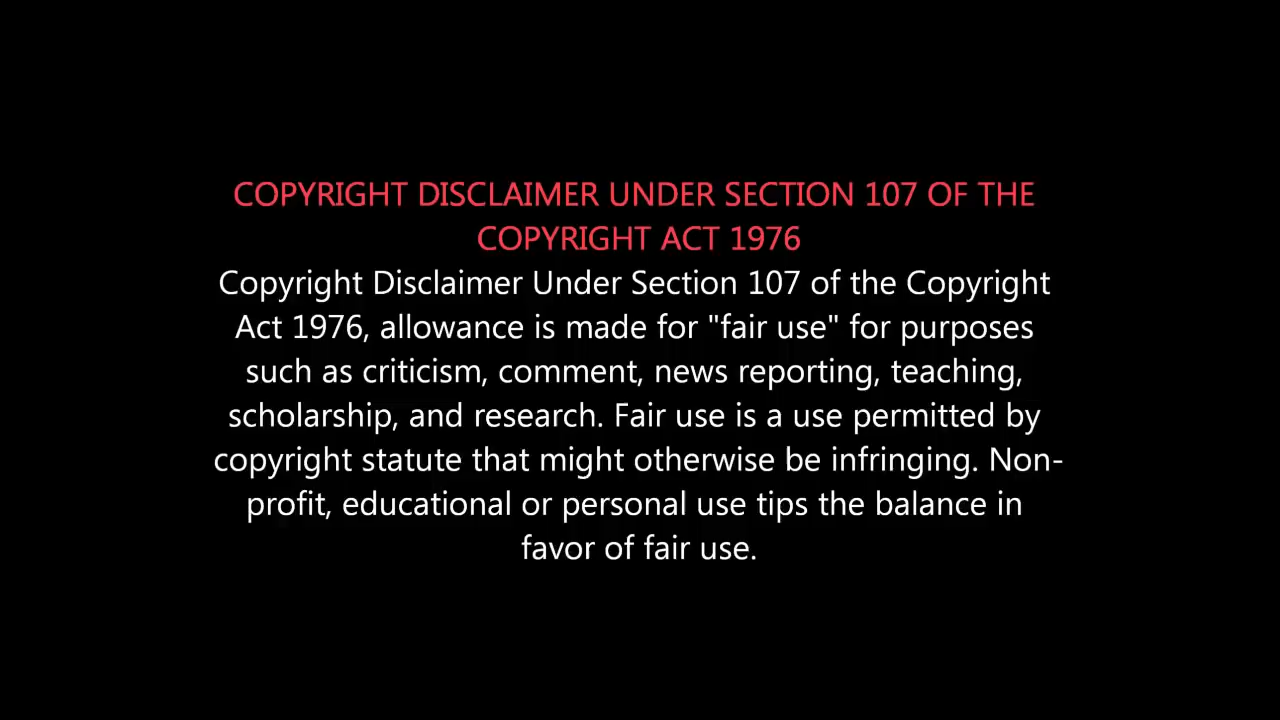 COPYRIGHT DISCLAIMER UNDER SECTION 107 OF THE
COPYRIGHT ACT 1976
Copyright Disclaimer Under Section 107 of the Copyright
Act 1976, allowance is made for "fair use" for purposes
such as criticism, comment, news reporting, teaching,
scholarship, and research. Fair use is a use permitted by
copyright statute that might otherwise be infringing. Non-
profit, educational or personal use tips the balance in
favor of fair use.